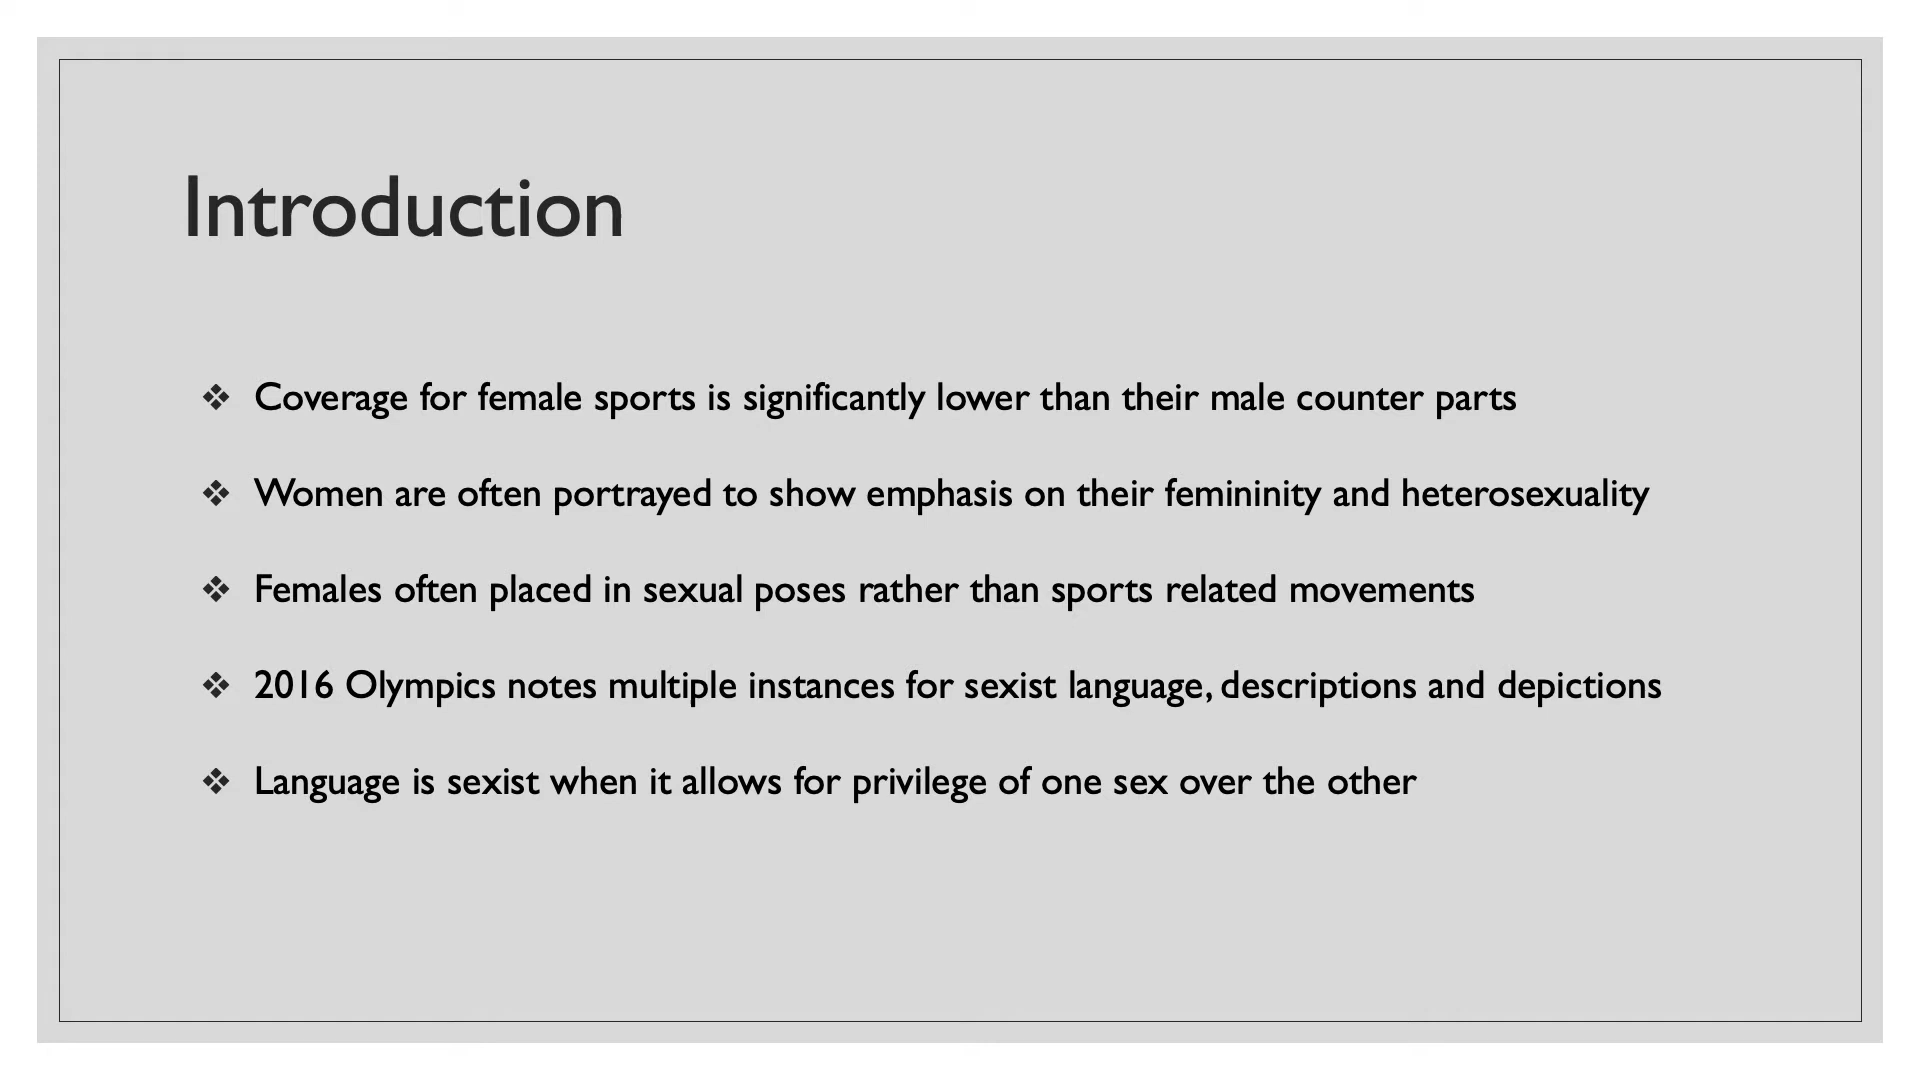 Introduction
❖ Coverage for female sports is significantly lower than their male counter parts
❖ Women are often portrayed to show emphasis on their femininity and heterosexuality
❖ Females often placed in sexual poses rather than sports related movements
❖ 2016 Olympics notes multiple instances for sexist language, descriptions and depictions
❖ Language is sexist when it allows for privilege of one sex over the other